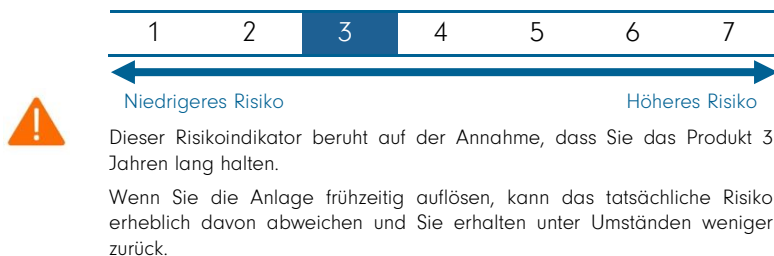 1 2 3 4 5 6 7
Niedrigeres Risiko Höheres Risiko
Dieser Risikoindikator beruht auf der Annahme, dass Sie das Produkt 3
Jahren lang halten.
Wenn Sie die Anlage frühzeitig auflösen, kann das tatsächliche Risiko
erheblich davon abweichen und Sie erhalten unter Umständen weniger
zurück.